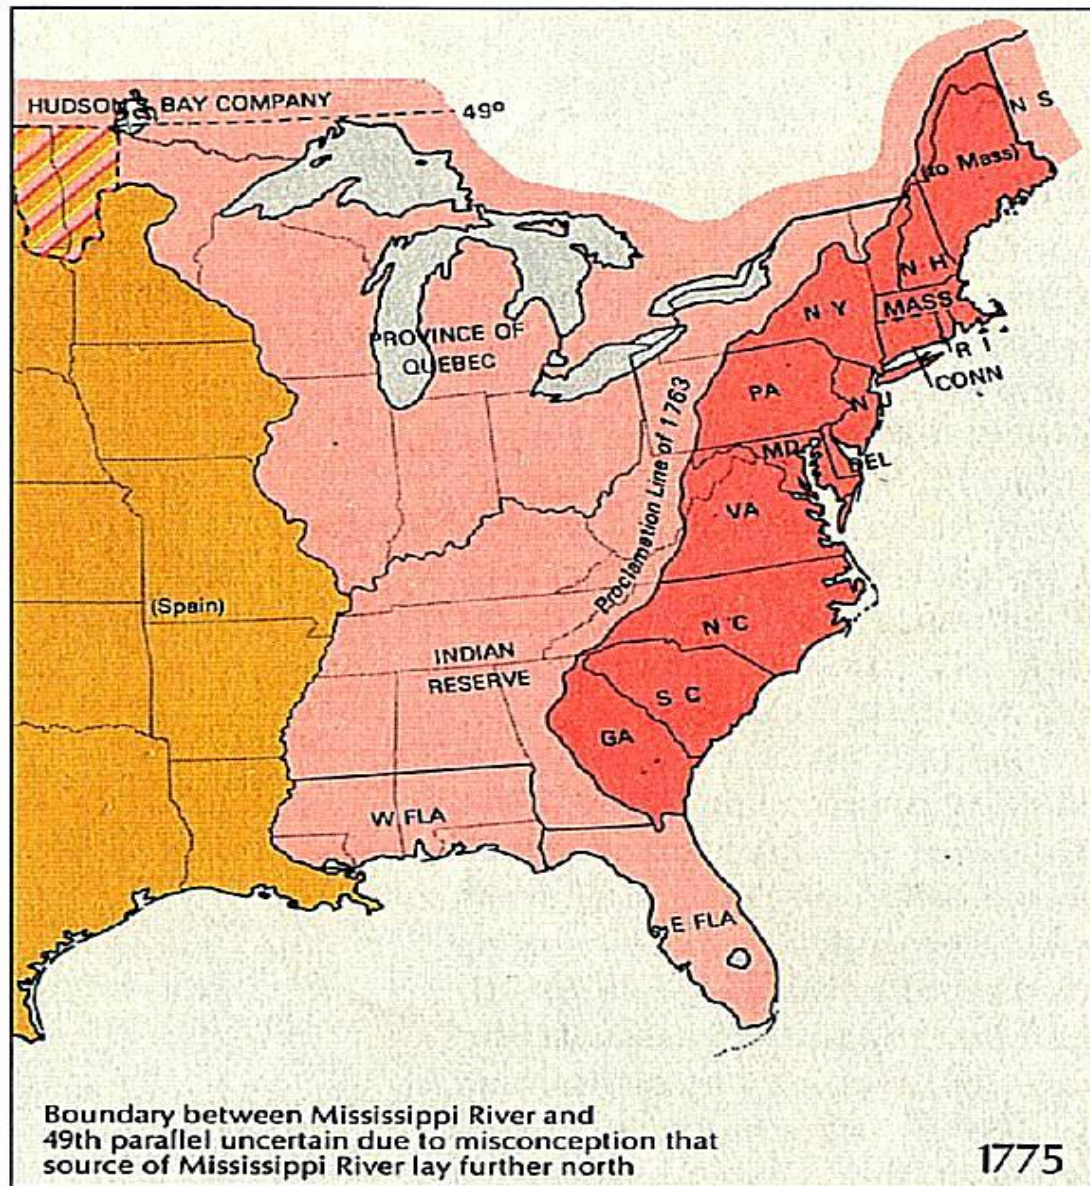 HUDSON'S BAY COMPANY
49º
N S
(to Mass)
N H
N Y
MASS
PROVINCE OF
QUEBEC
R I
CONN
PA
N J
Proclamation Line of 1763
MD
DEL
VA
(Spain)
N C
INDIAN
RESERVE
S C
GA
W FLA
E FLA
Boundary between Mississippi River and
49th parallel uncertain due to misconception that
source of Mississippi River lay further north
1775